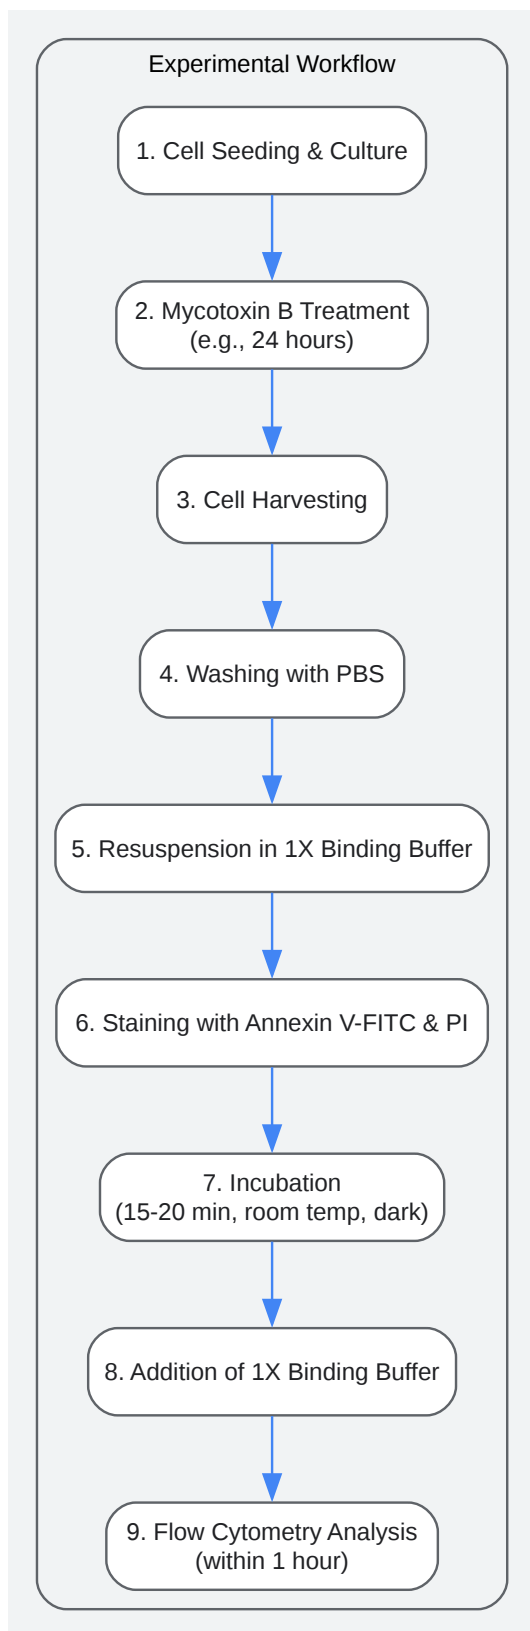 Experimental Workflow
1. Cell Seeding & Culture
2. Mycotoxin B Treatment
(e.g., 24 hours)
3. Cell Harvesting
4. Washing with PBS
5. Resuspension in 1X Binding Buffer
6. Staining with Annexin V-FITC & PI
7. Incubation
(15-20 min, room temp, dark)
8. Addition of 1X Binding Buffer
9. Flow Cytometry Analysis
(within 1 hour)